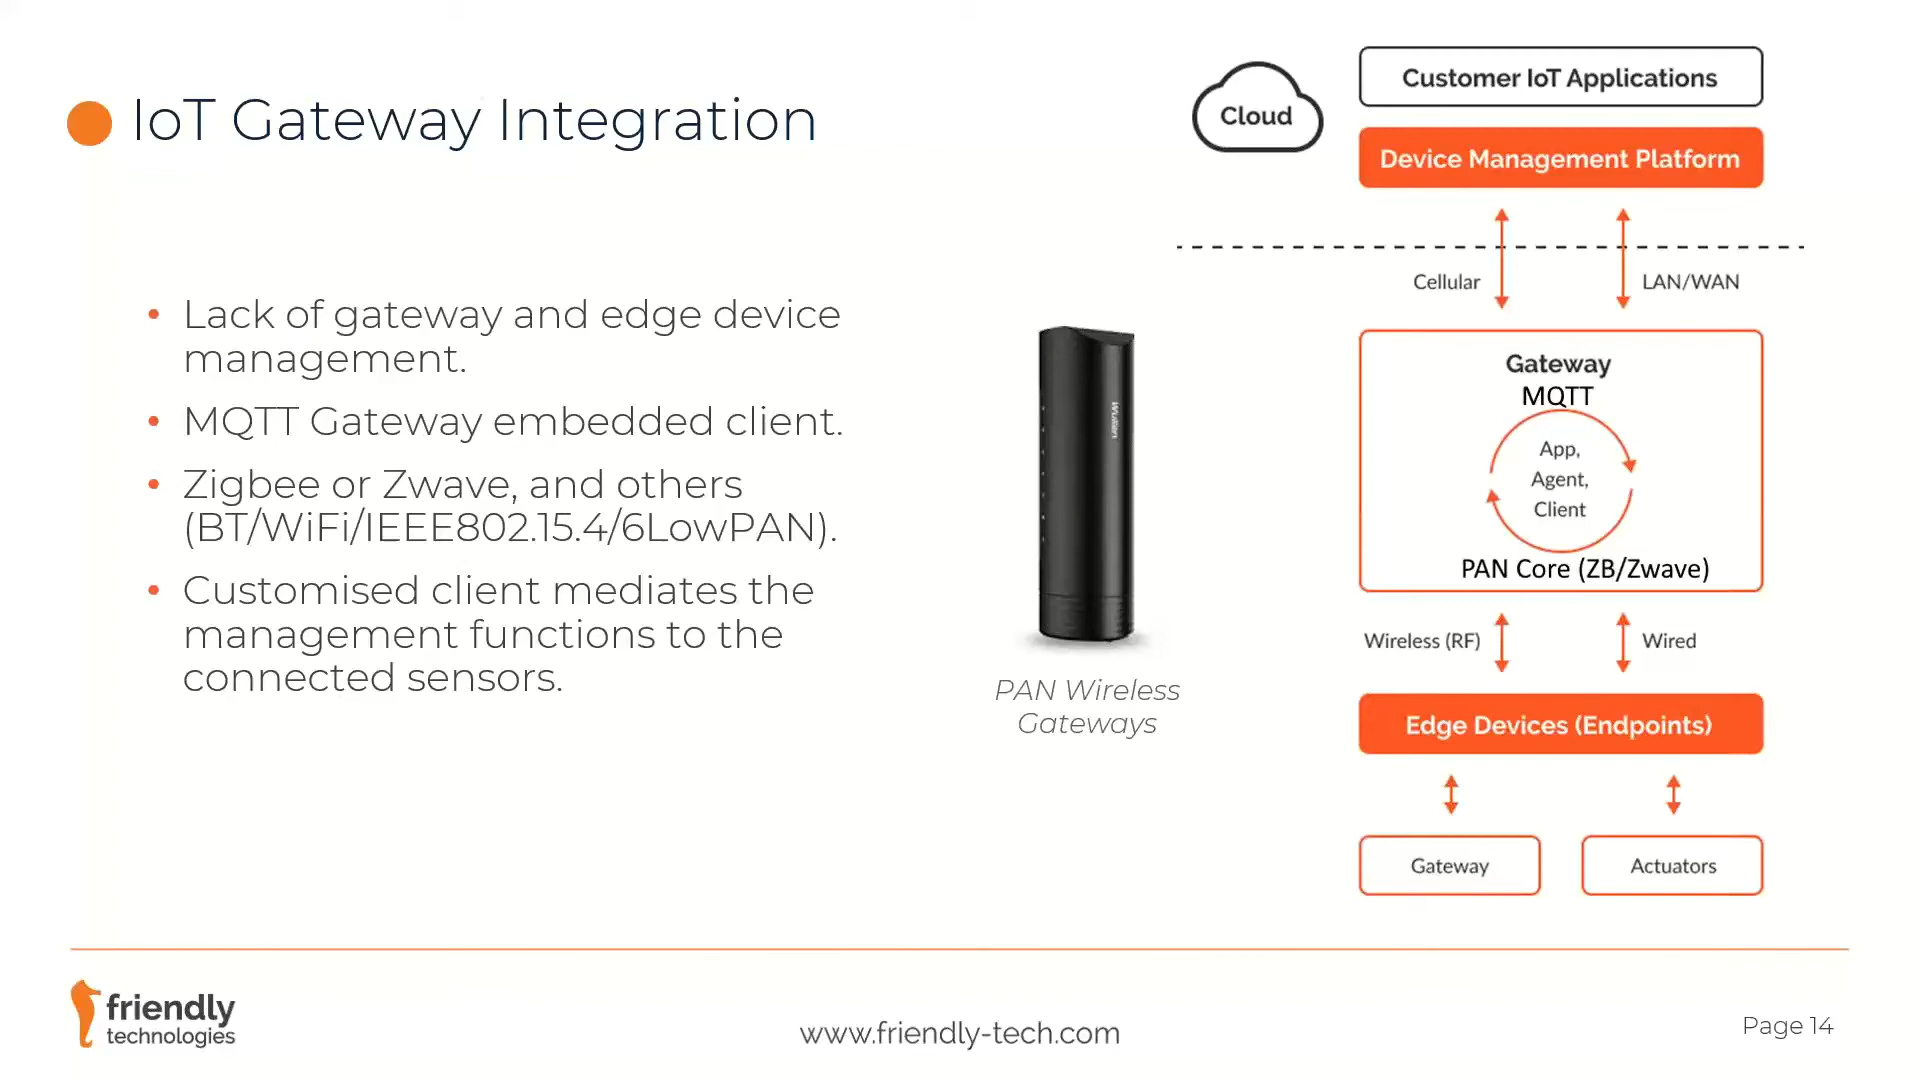 IoT Gateway Integration
• Lack of gateway and edge device
management.
• MQTT Gateway embedded client.
• Zigbee or Zwave, and others
(BT/WiFi/IEEE802.15.4/6LowPAN).
• Customised client mediates the
management functions to the
connected sensors.
PAN Wireless
Gateways
Cloud
Customer IoT Applications
Device Management Platform
Cellular
LAN/WAN
Gateway
MQTT
App,
Agent,
Client
PAN Core (ZB/Zwave)
Wireless (RF)
Wired
Edge Devices (Endpoints)
Gateway
Actuators
friendly
technologies
www.friendly-tech.com
Page 14